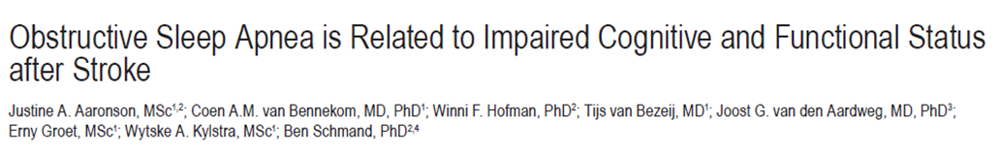 Obstructive Sleep Apnea is Related to Impaired Cognitive and Functional Status
after Stroke
Justine A. Aaronson, MSc1,2; Coen A.M. van Bennekom, MD, PhD1; Winni F. Hofman, PhD2; Tijs van Bezeij, MD1; Joost G. van den Aardweg, MD, PhD3;
Erny Groet, MSc1; Wytske A. Kylstra, MSc1; Ben Schmand, PhD2,4